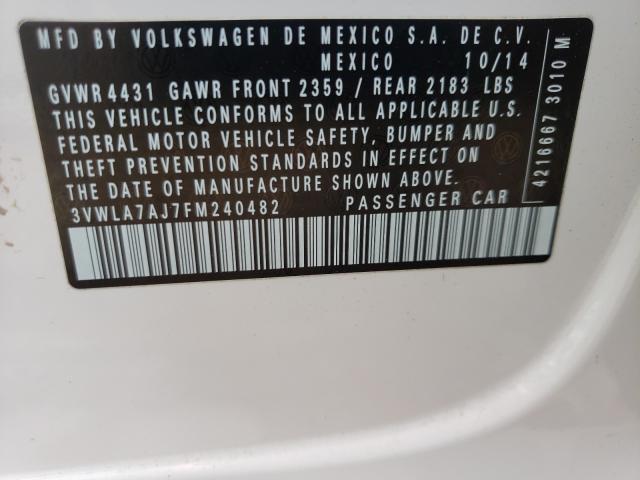 MFD BY VOLKSWAGEN DE MEXICO S.A. DE C.V.
MEXICO 10/14
GVWR 4431 GAWR FRONT 2359 / REAR 2183 LBS
THIS VEHICLE CONFORMS TO ALL APPLICABLE U.S.
FEDERAL MOTOR VEHICLE SAFETY, BUMPER AND
THEFT PREVENTION STANDARDS IN EFFECT ON
THE DATE OF MANUFACTURE SHOWN ABOVE.
3VWLA7AJ7FM240482 PASSENGER CAR
4216667 3010 M